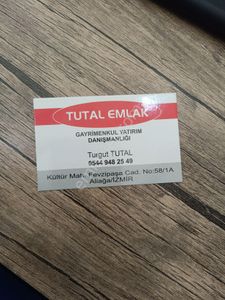 TUTAL EMLAK
GAYRİMENKUL YATIRIM
DANIŞMANLIĞI
Turgut TUTAL
0544 948 25 49
Kültür Mah. Fevzipaşa Cad. No:58/1A
Aliağa/İZMİR